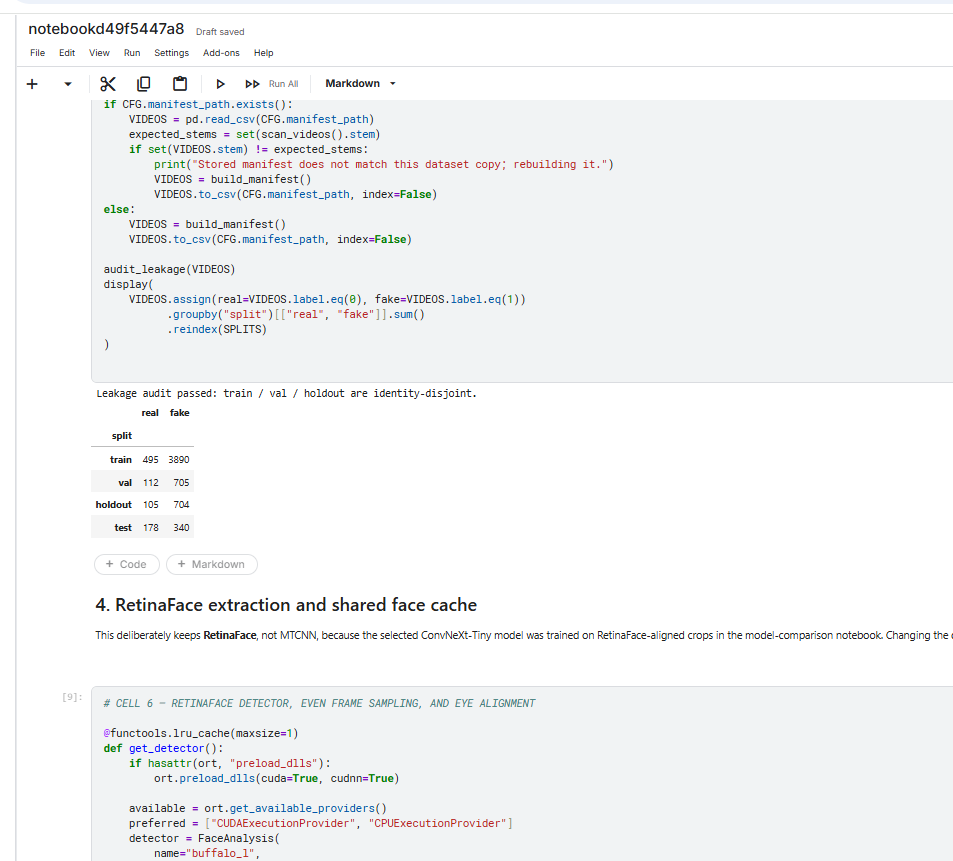 notebookd49f5447a8 Draft saved
File Edit View Run Settings Add-ons Help
Run All Markdown
if CFG.manifest_path.exists():
    VIDEOS = pd.read_csv(CFG.manifest_path)
    expected_stems = set(scan_videos().stem)
    if set(VIDEOS.stem) != expected_stems:
        print("Stored manifest does not match this dataset copy; rebuilding it.")
        VIDEOS = build_manifest()
        VIDEOS.to_csv(CFG.manifest_path, index=False)
else:
    VIDEOS = build_manifest()
    VIDEOS.to_csv(CFG.manifest_path, index=False)
audit_leakage(VIDEOS)
display(
    VIDEOS.assign(real=VIDEOS.label.eq(0), fake=VIDEOS.label.eq(1))
          .groupby("split")[["real", "fake"]].sum()
          .reindex(SPLITS)
)
Leakage audit passed: train / val / holdout are identity-disjoint.
real fake
split
train 495 3890
val 112 705
holdout 105 704
test 178 340
+ Code + Markdown
4. RetinaFace extraction and shared face cache
This deliberately keeps RetinaFace, not MTCNN, because the selected ConvNeXt-Tiny model was trained on RetinaFace-aligned crops in the model-comparison notebook. Changing the
[9]:
# CELL 6 — RETINAFACE DETECTOR, EVEN FRAME SAMPLING, AND EYE ALIGNMENT
@functools.lru_cache(maxsize=1)
def get_detector():
    if hasattr(ort, "preload_dlls"):
        ort.preload_dlls(cuda=True, cudnn=True)
    available = ort.get_available_providers()
    preferred = ["CUDAExecutionProvider", "CPUExecutionProvider"]
    detector = FaceAnalysis(
        name="buffalo_l",